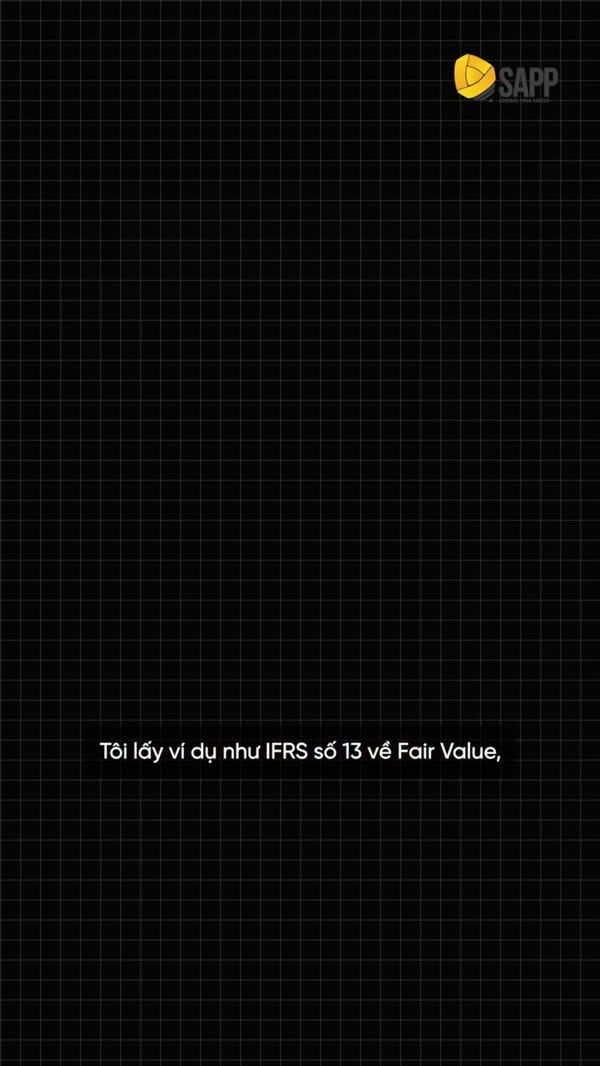 SAPP
Tôi lấy ví dụ như IFRS số 13 về Fair Value,